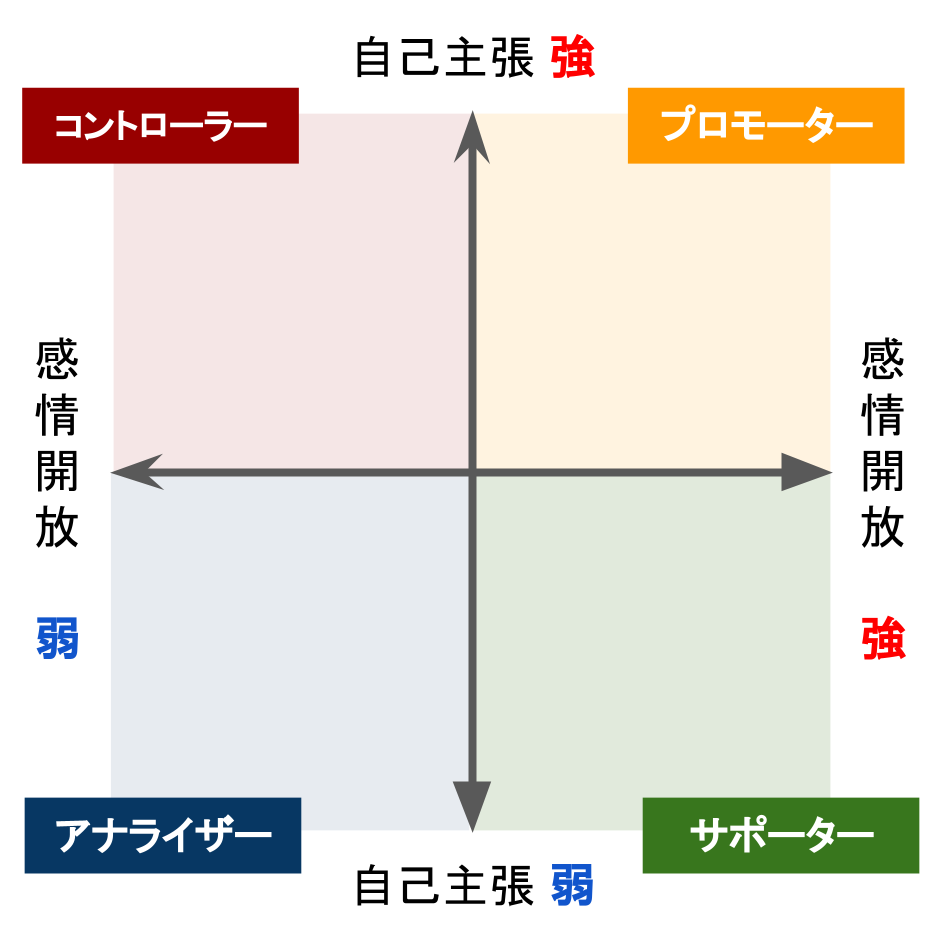 自己主張 強
コントローラー
プロモーター
感情開放 弱
感情開放 強
アナライザー
サポーター
自己主張 弱